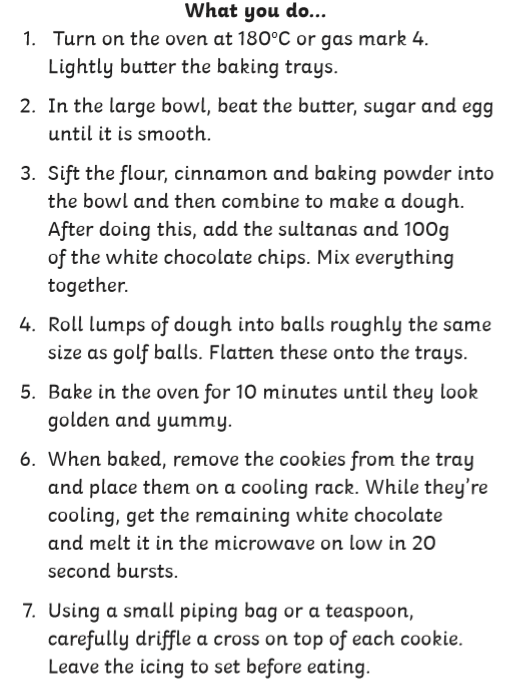 What you do...
1. Turn on the oven at 180°C or gas mark 4.
Lightly butter the baking trays.
2. In the large bowl, beat the butter, sugar and egg
until it is smooth.
3. Sift the flour, cinnamon and baking powder into
the bowl and then combine to make a dough.
After doing this, add the sultanas and 100g
of the white chocolate chips. Mix everything
together.
4. Roll lumps of dough into balls roughly the same
size as golf balls. Flatten these onto the trays.
5. Bake in the oven for 10 minutes until they look
golden and yummy.
6. When baked, remove the cookies from the tray
and place them on a cooling rack. While they're
cooling, get the remaining white chocolate
and melt it in the microwave on low in 20
second bursts.
7. Using a small piping bag or a teaspoon,
carefully driffle a cross on top of each cookie.
Leave the icing to set before eating.